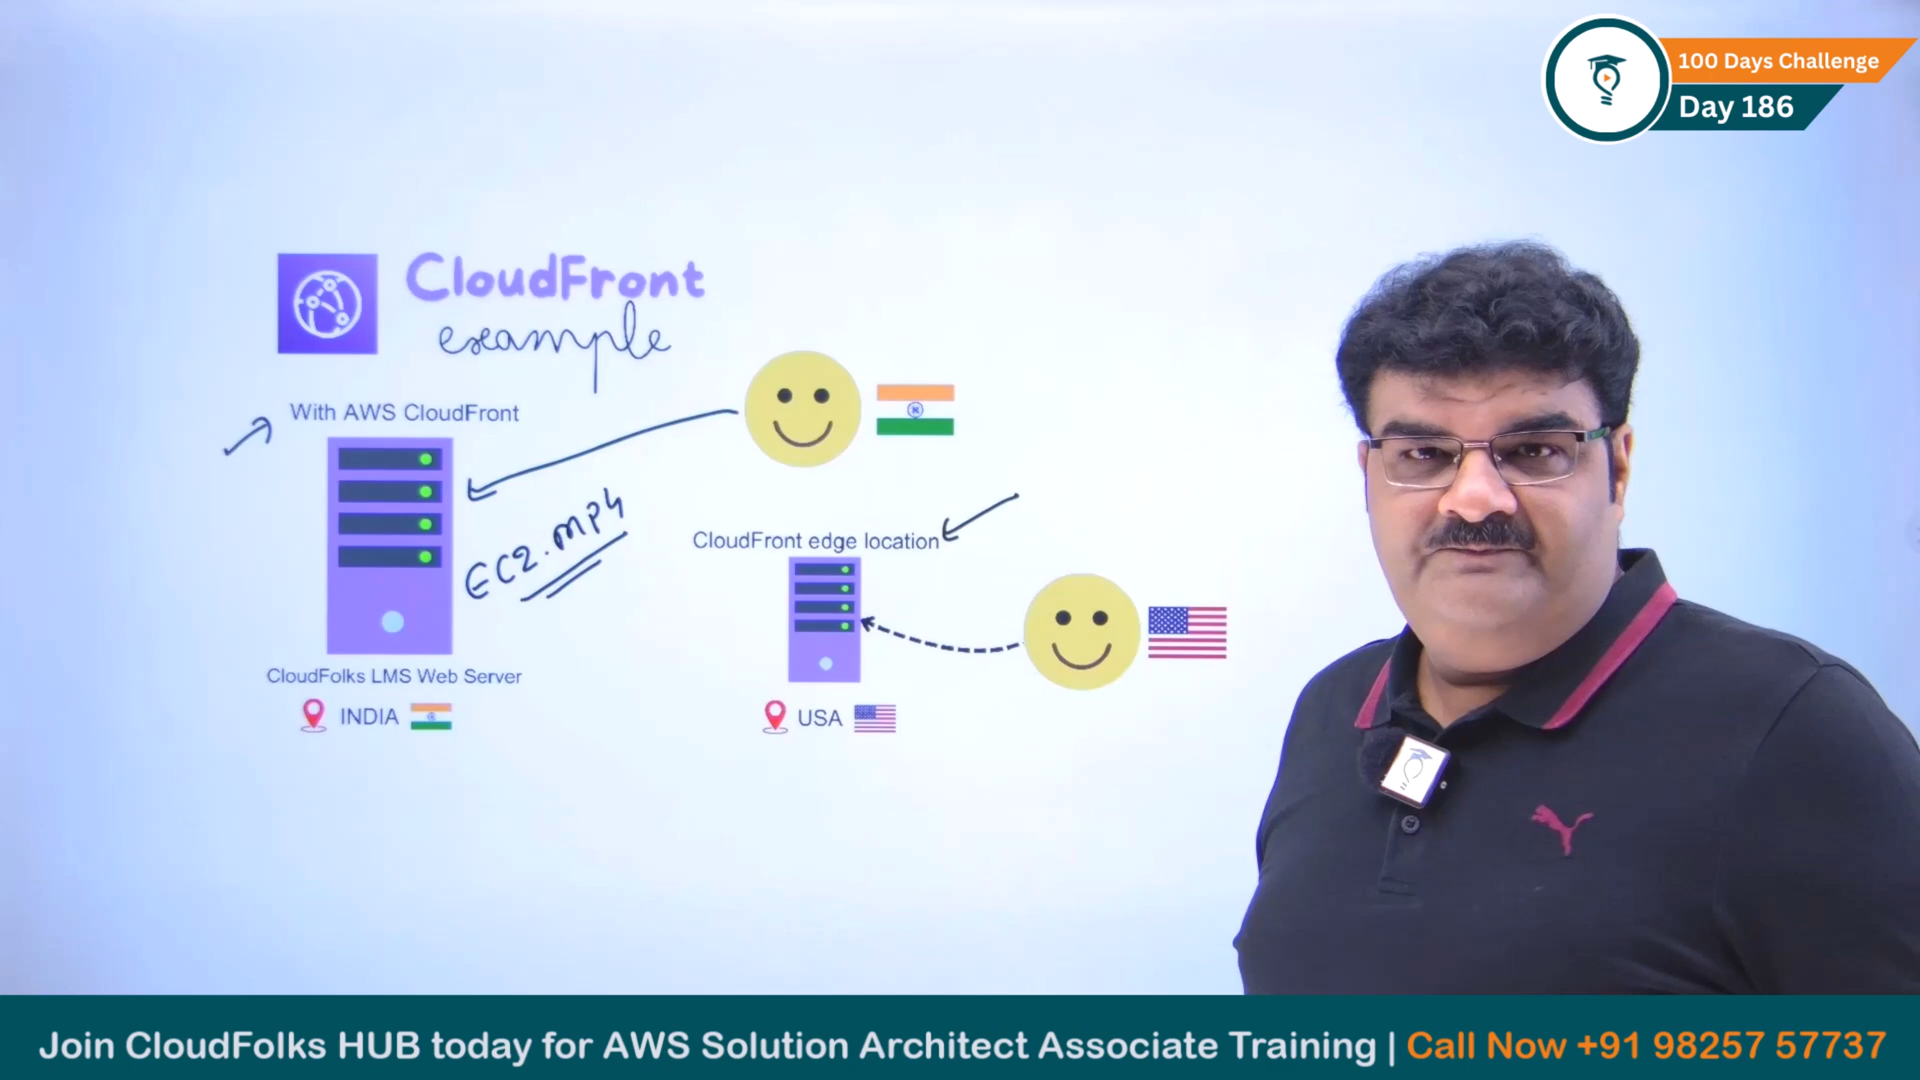 100 Days Challenge
Day 186
CloudFront
example
With AWS CloudFront
EC2.MP4
CloudFront edge location
CloudFolks LMS Web Server
INDIA
USA
Join CloudFolks HUB today for AWS Solution Architect Associate Training | Call Now +91 98257 57737